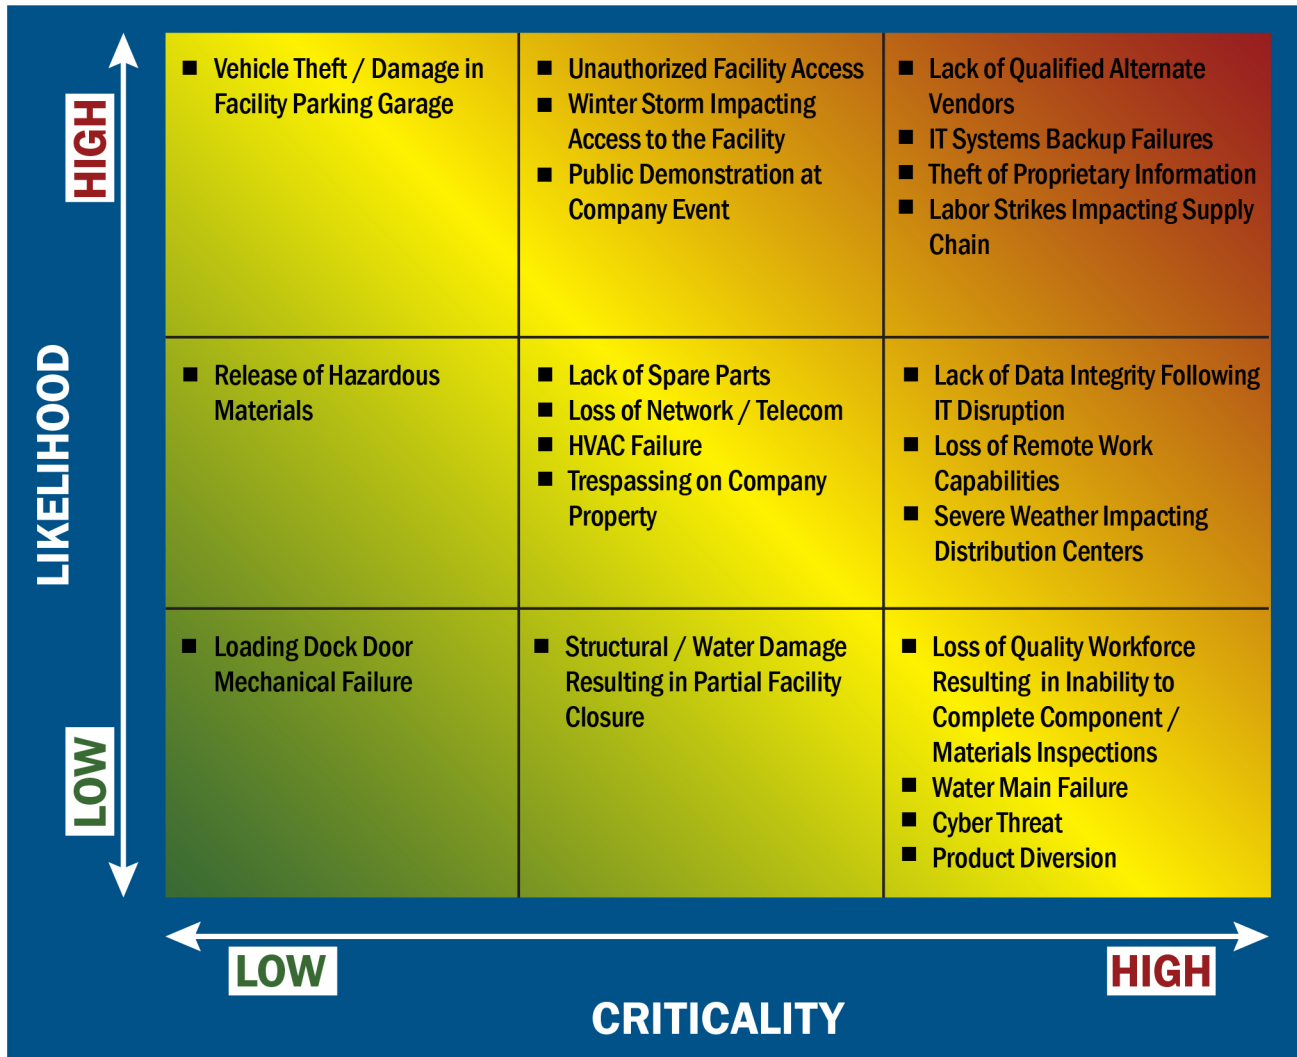 ■ Vehicle Theft / Damage in
Facility Parking Garage
■ Unauthorized Facility Access
■ Winter Storm Impacting
Access to the Facility
■ Public Demonstration at
Company Event
■ Lack of Qualified Alternate
Vendors
■ IT Systems Backup Failures
■ Theft of Proprietary Information
■ Labor Strikes Impacting Supply
Chain
HIGH
■ Release of Hazardous
Materials
■ Lack of Spare Parts
■ Loss of Network / Telecom
■ HVAC Failure
■ Trespassing on Company
Property
■ Lack of Data Integrity Following
IT Disruption
■ Loss of Remote Work
Capabilities
■ Severe Weather Impacting
Distribution Centers
LIKELIHOOD
■ Loading Dock Door
Mechanical Failure
■ Structural / Water Damage
Resulting in Partial Facility
Closure
■ Loss of Quality Workforce
Resulting in Inability to
Complete Component /
Materials Inspections
■ Water Main Failure
■ Cyber Threat
■ Product Diversion
LOW
LOW
HIGH
CRITICALITY